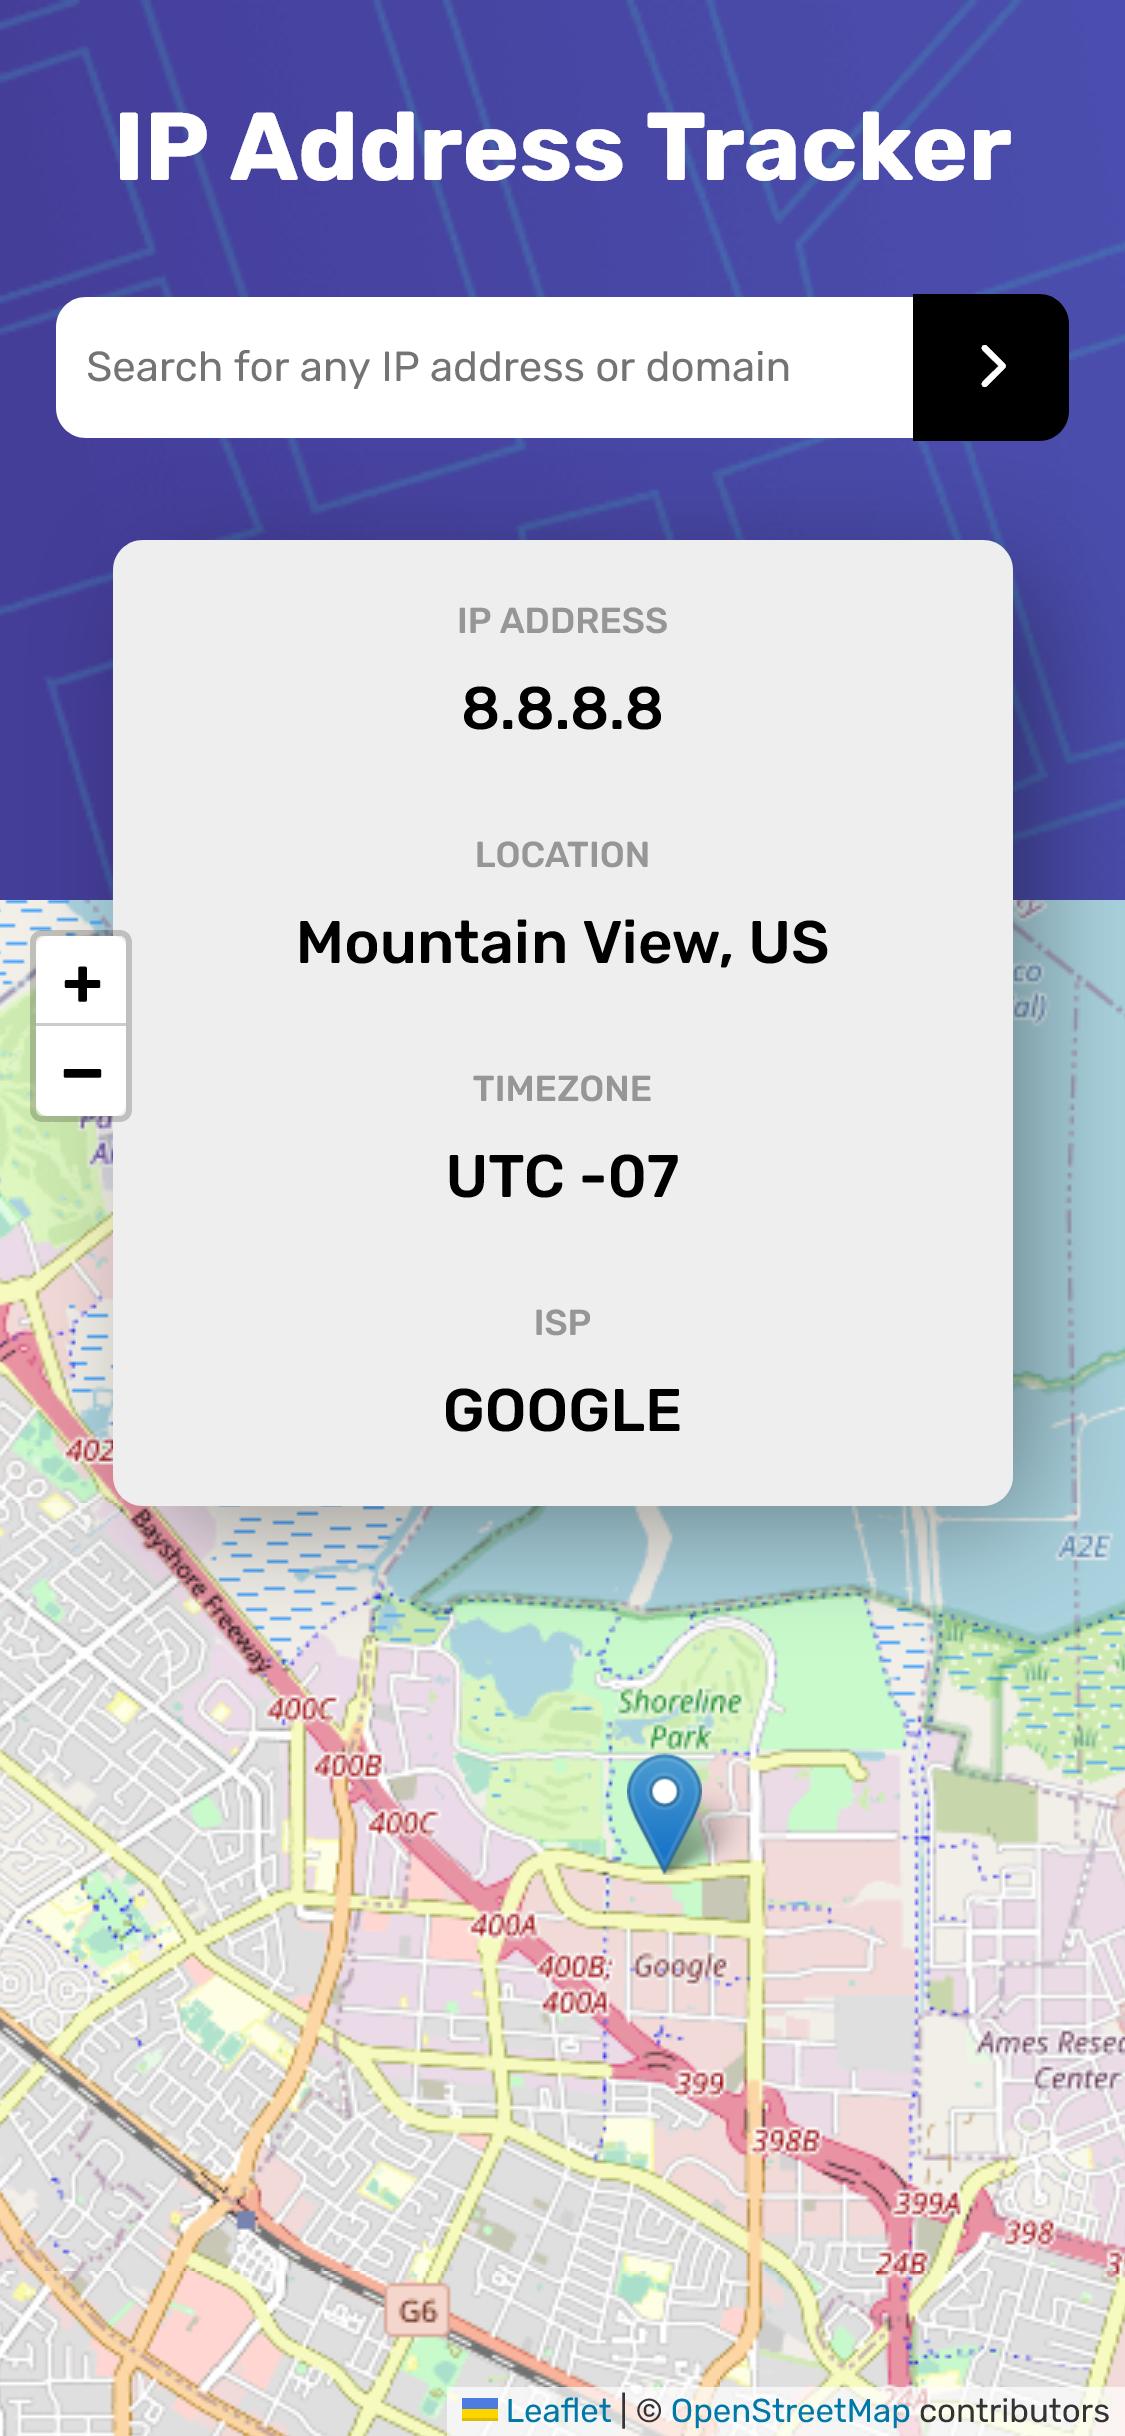 IP Address Tracker
Search for any IP address or domain
IP ADDRESS
8.8.8.8
LOCATION
Mountain View, US
TIMEZONE
UTC -07
ISP
GOOGLE
+
−
co
al)
402
Bayshore Freeway
A2E
Shoreline
Park
400C
400B
400C
400A
400B;
400A
Google
Ames Resea
Center
399
398B
399A
398
24B
G6
Leaflet | © OpenStreetMap contributors